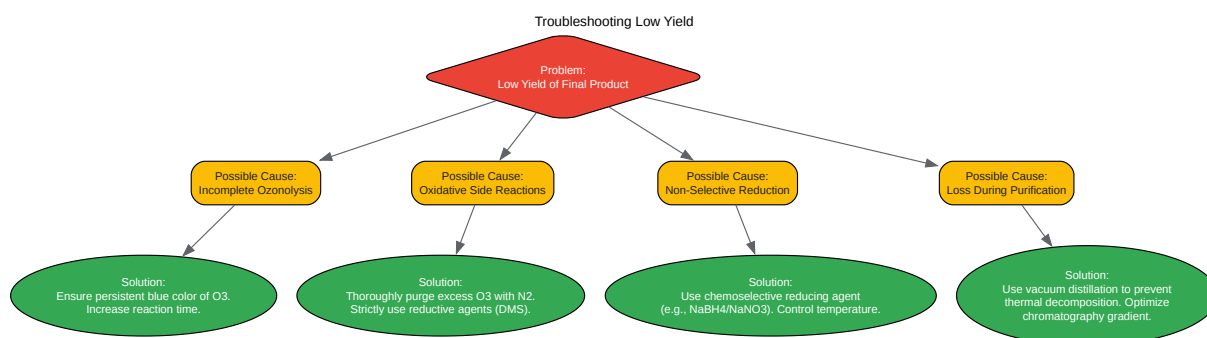 Troubleshooting Low Yield
Problem:
Low Yield of Final Product
Possible Cause:
Incomplete Ozonolysis
Possible Cause:
Oxidative Side Reactions
Possible Cause:
Non-Selective Reduction
Possible Cause:
Loss During Purification
Solution:
Ensure persistent blue color of O3.
Increase reaction time.
Solution:
Thoroughly purge excess O3 with N2.
Strictly use reductive agents (DMS).
Solution:
Use chemoselective reducing agent
(e.g., NaBH4/NaNO3). Control temperature.
Solution:
Use vacuum distillation to prevent
thermal decomposition. Optimize
chromatography gradient.